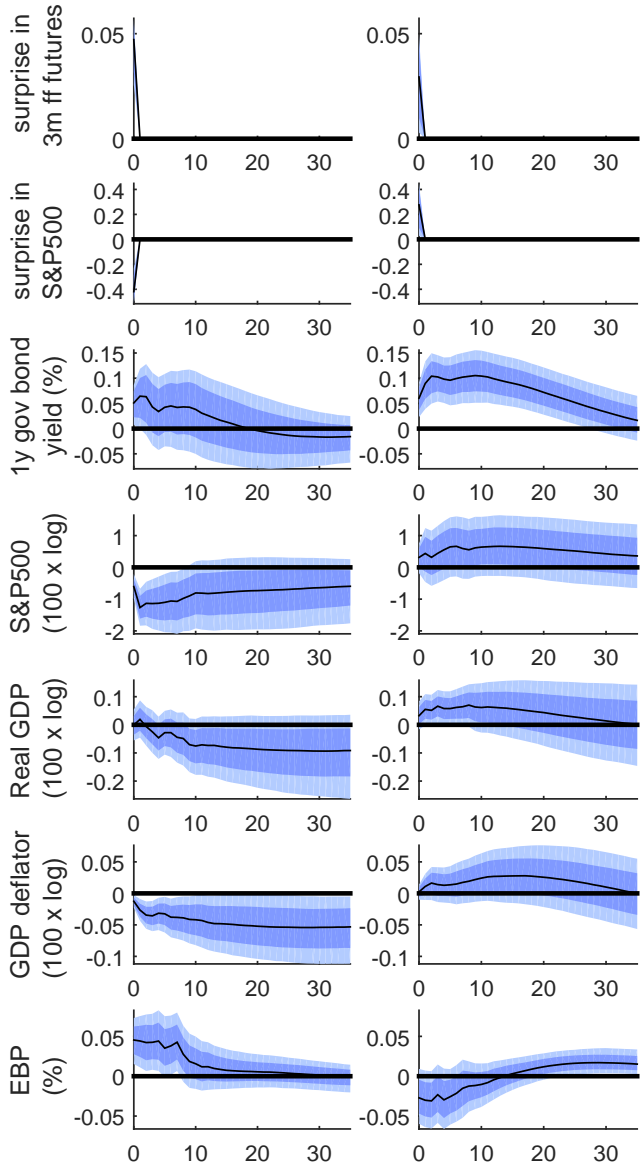 surprise in
3m ff futures
0.05
0
0 10 20 30
0.05
0
0 10 20 30
surprise in
S&P500
0.4
0.2
0
-0.2
-0.4
0 10 20 30
0.4
0.2
0
-0.2
-0.4
0 10 20 30
1y gov bond
yield (%)
0.15
0.1
0.05
0
-0.05
0 10 20 30
0.15
0.1
0.05
0
-0.05
0 10 20 30
S&P500
(100 x log)
1
0
-1
-2
0 10 20 30
1
0
-1
-2
0 10 20 30
Real GDP
(100 x log)
0.1
0
-0.1
-0.2
0 10 20 30
0.1
0
-0.1
-0.2
0 10 20 30
GDP deflator
(100 x log)
0.05
0
-0.05
-0.1
0 10 20 30
0.05
0
-0.05
-0.1
0 10 20 30
EBP
(%)
0.05
0
-0.05
0 10 20 30
0.05
0
-0.05
0 10 20 30